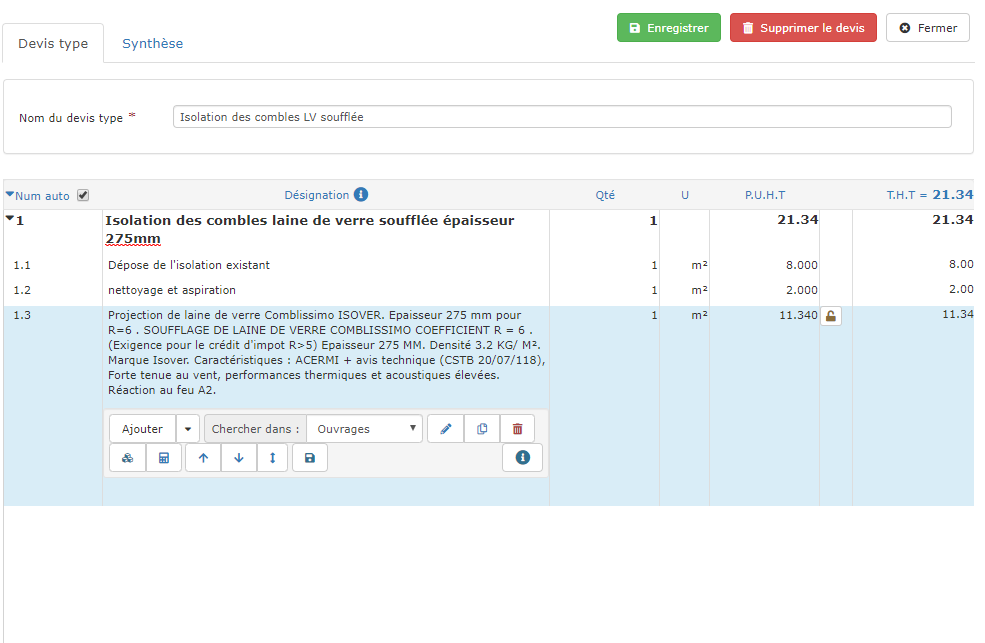 Devis type
Synthèse
Enregistrer
Supprimer le devis
Fermer
Nom du devis type *
Isolation des combles LV soufflée
Num auto
Désignation
Qté
U
P.U.H.T
T.H.T = 21.34
1
Isolation des combles laine de verre soufflée épaisseur
275mm
1
21.34
21.34
1.1
Dépose de l'isolation existant
1
m²
8.000
8.00
1.2
nettoyage et aspiration
1
m²
2.000
2.00
1.3
Projection de laine de verre Comblissimo ISOVER. Epaisseur 275 mm pour
R=6 . SOUFFLAGE DE LAINE DE VERRE COMBLISSIMO COEFFICIENT R = 6 .
(Exigence pour le crédit d'impot R>5) Epaisseur 275 MM. Densité 3.2 KG/ M².
Marque Isover. Caractéristiques : ACERMI + avis technique (CSTB 20/07/118),
Forte tenue au vent, performances thermiques et acoustiques élevées.
Réaction au feu A2.
1
m²
11.340
11.34
Ajouter
Chercher dans :
Ouvrages